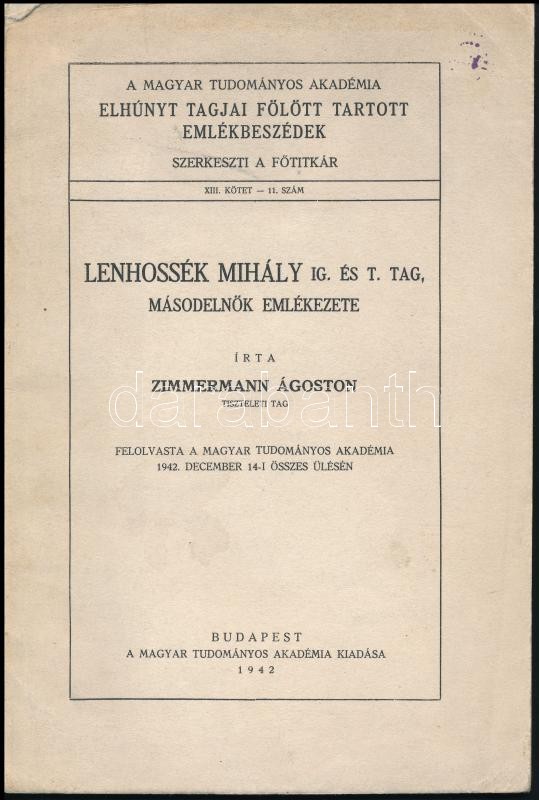 A MAGYAR TUDOMÁNYOS AKADÉMIA
ELHÚNYT TAGJAI FÖLÖTT TARTOTT
EMLÉKBESZÉDEK
SZERKESZTI A FŐTITKÁR
XIII. KÖTET — 11. SZÁM
LENHOSSÉK MIHÁLY IG. ÉS T. TAG,
MÁSODELNÖK EMLÉKEZETE
ÍRTA
ZIMMERMANN ÁGOSTON
TISZTELETI TAG
darabanth
FELOLVASTA A MAGYAR TUDOMÁNYOS AKADÉMIA
1942. DECEMBER 14-I ÖSSZES ÜLÉSÉN
BUDAPEST
A MAGYAR TUDOMÁNYOS AKADÉMIA KIADÁSA
1942